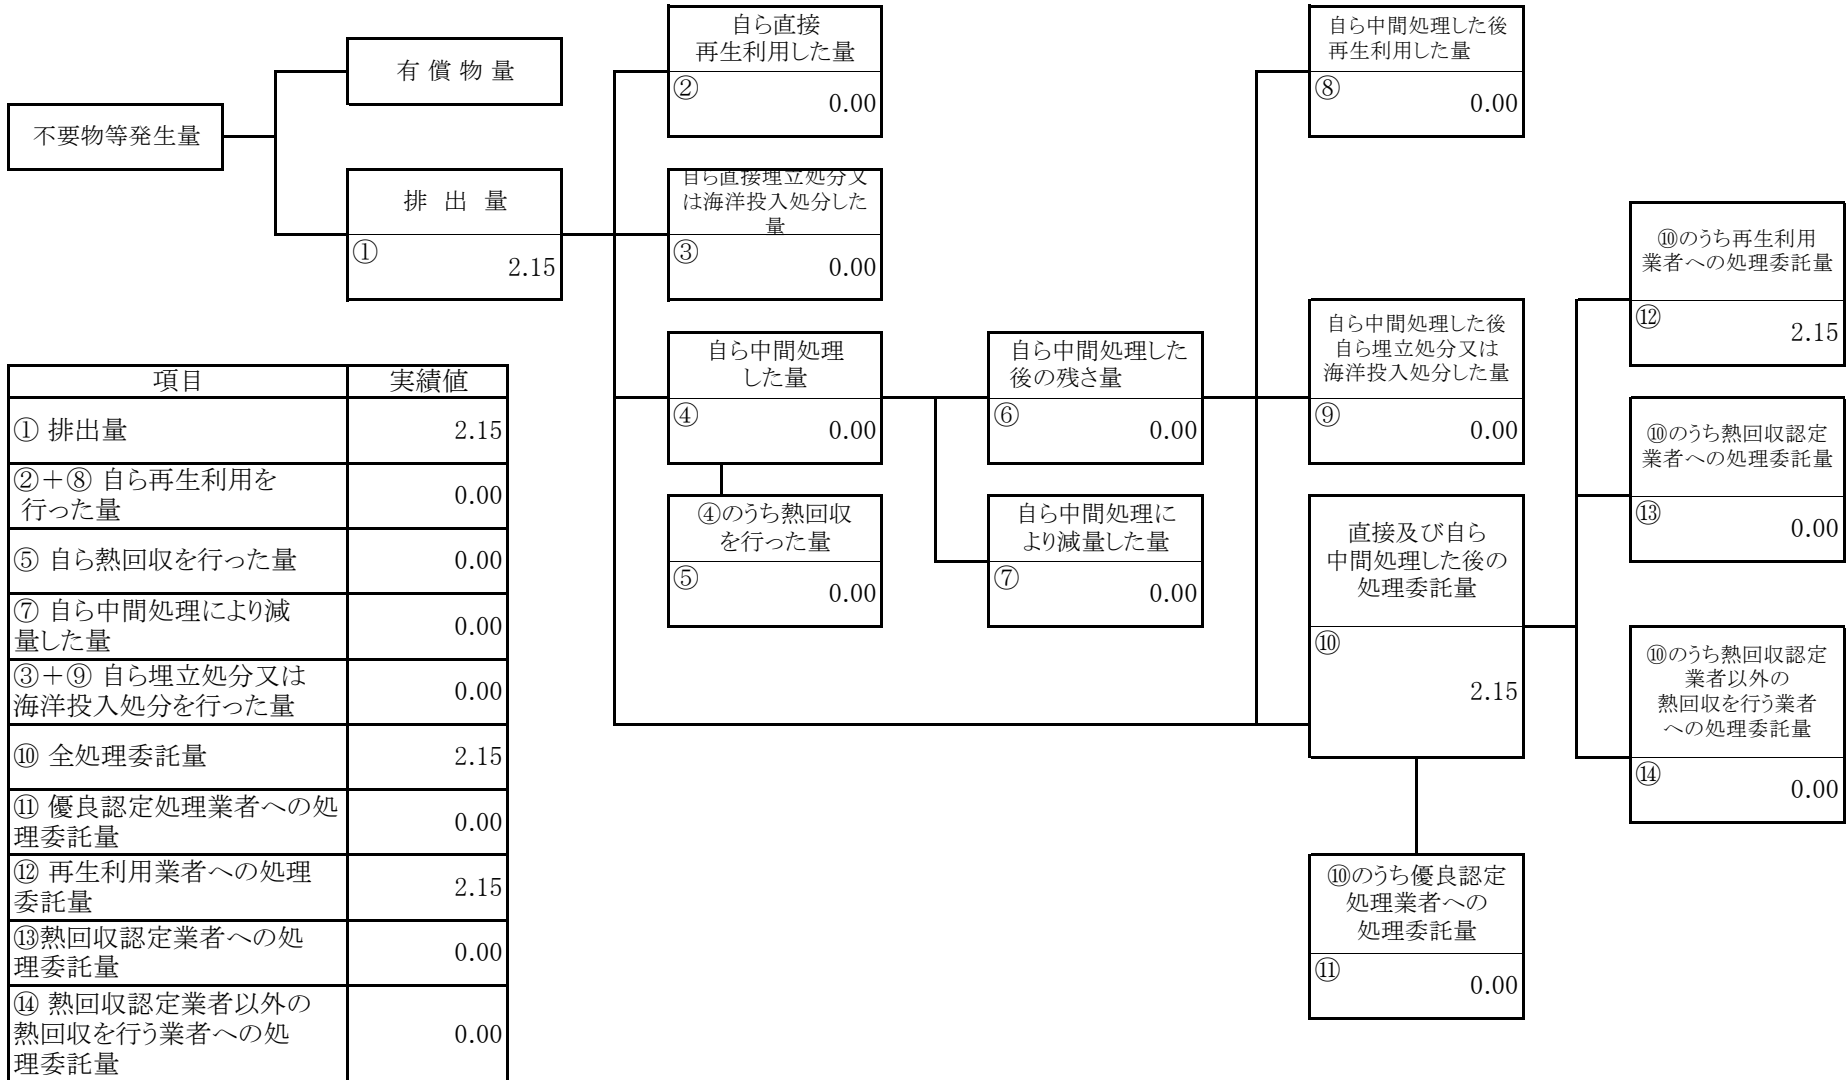 不要物等発生量
有償物量
排出量
①
2.15
自ら直接
再生利用した量
②
0.00
自ら直接埋立処分又
は海洋投入処分した
量
③
0.00
自ら中間処理
した量
④
0.00
④のうち熱回収
を行った量
⑤
0.00
自ら中間処理した
後の残さ量
⑥
0.00
自ら中間処理に
より減量した量
⑦
0.00
自ら中間処理した後
再生利用した量
⑧
0.00
自ら中間処理した後
自ら埋立処分又は
海洋投入処分した量
⑨
0.00
直接及び自ら
中間処理した後の
処理委託量
⑩
2.15
⑩のうち優良認定
処理業者への
処理委託量
⑪
0.00
⑩のうち再生利用
業者への処理委託量
⑫
2.15
⑩のうち熱回収認定
業者への処理委託量
⑬
0.00
⑩のうち熱回収認定
業者以外の
熱回収を行う業者
への処理委託量
⑭
0.00
項目 実績値
① 排出量 2.15
②＋⑧ 自ら再生利用を
行った量 0.00
⑤ 自ら熱回収を行った量 0.00
⑦ 自ら中間処理により減
量した量 0.00
③＋⑨ 自ら埋立処分又は
海洋投入処分を行った量 0.00
⑩ 全処理委託量 2.15
⑪ 優良認定処理業者への処
理委託量 0.00
⑫ 再生利用業者への処理
委託量 2.15
⑬熱回収認定業者への処
理委託量 0.00
⑭ 熱回収認定業者以外の
熱回収を行う業者への処
理委託量 0.00